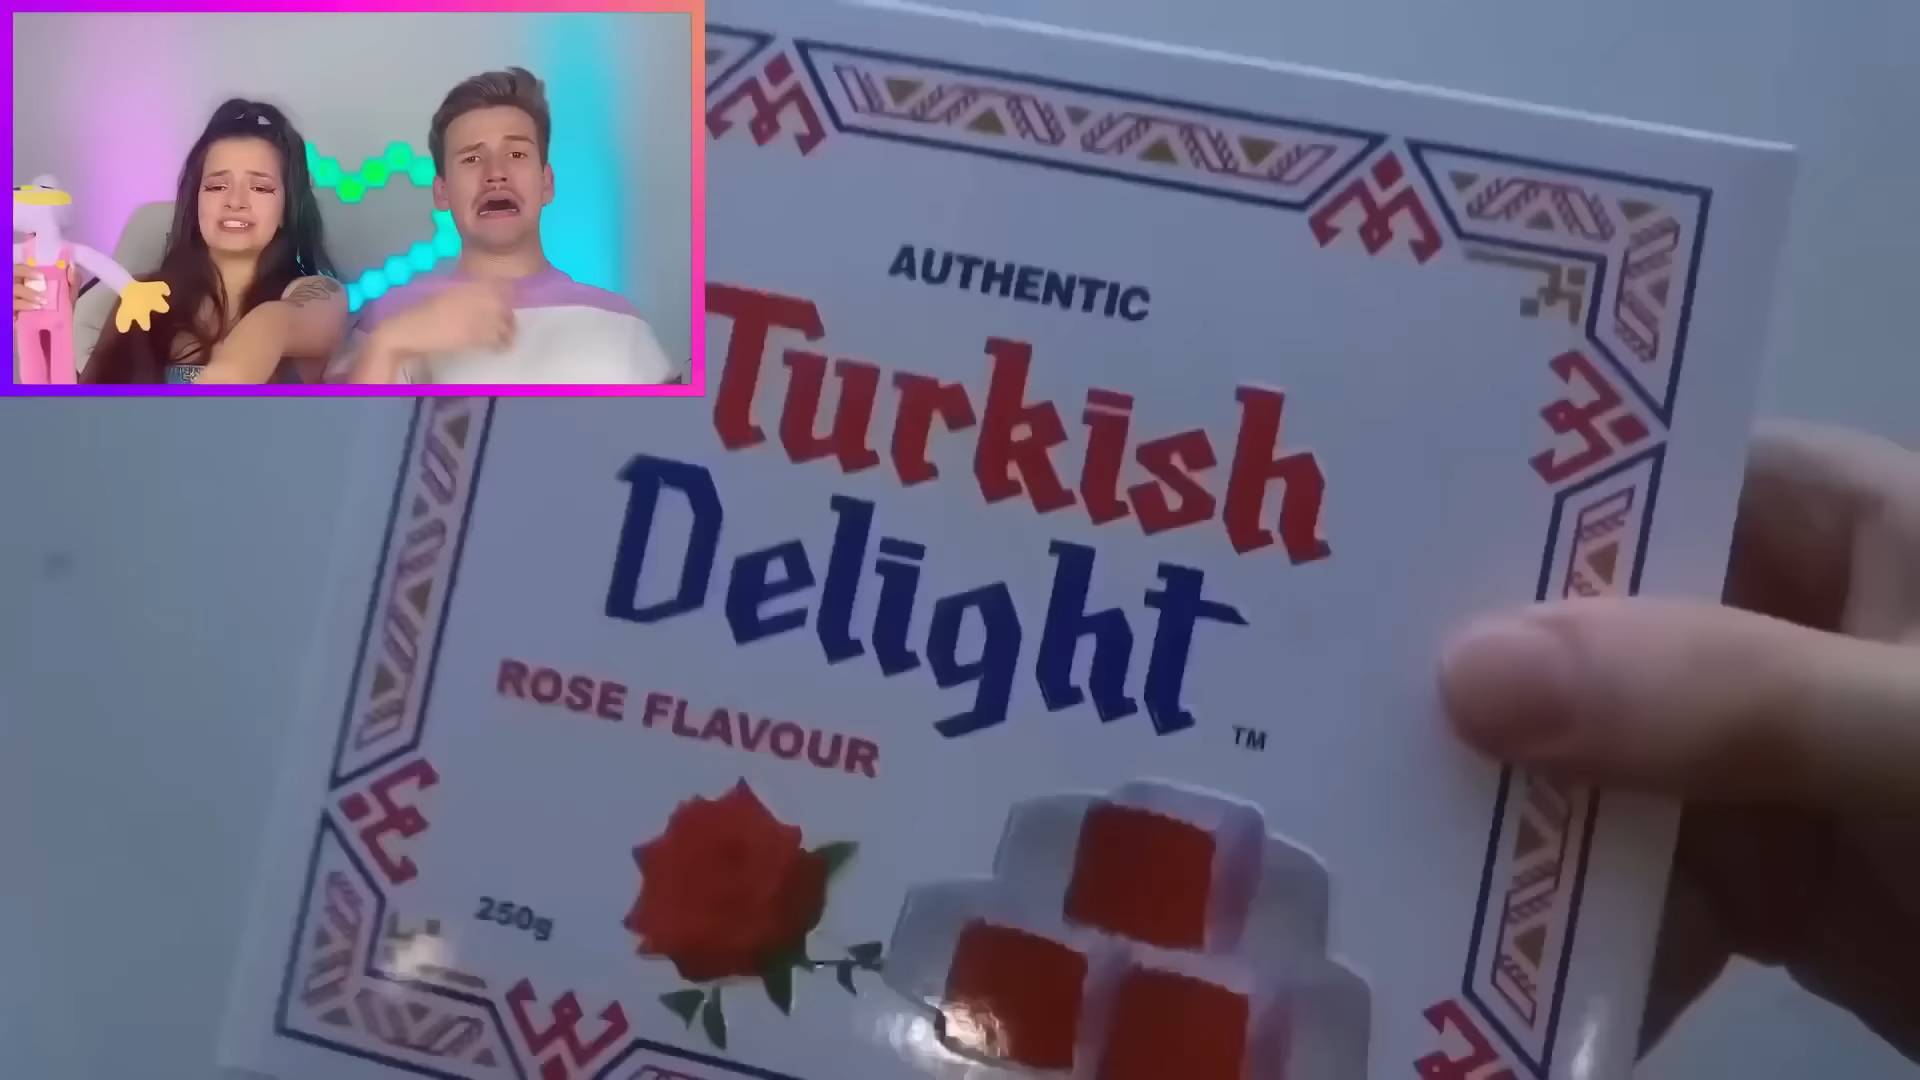 AUTHENTIC
Turkish
Delight
TM
ROSE FLAVOUR
250g